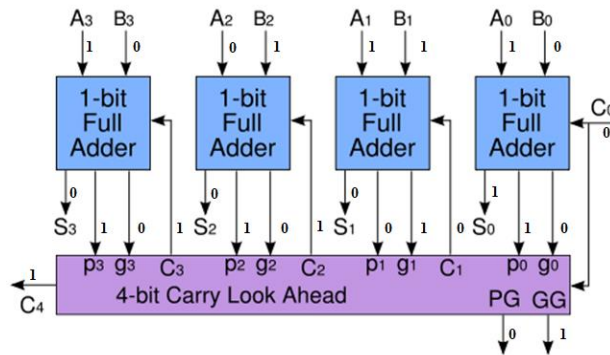 A3 B3 A2 B2 A1 B1 A0 B0
1 0 0 1 1 1 1 0
1-bit Full Adder 1-bit Full Adder 1-bit Full Adder 1-bit Full Adder
C0
0
0 0 0 1
S3 1 0 1 S2 1 0 1 S1 0 1 0 S0 1 0
p3 g3 C3 p2 g2 C2 p1 g1 C1 p0 g0
1
C4
4-bit Carry Look Ahead
PG GG
0 1